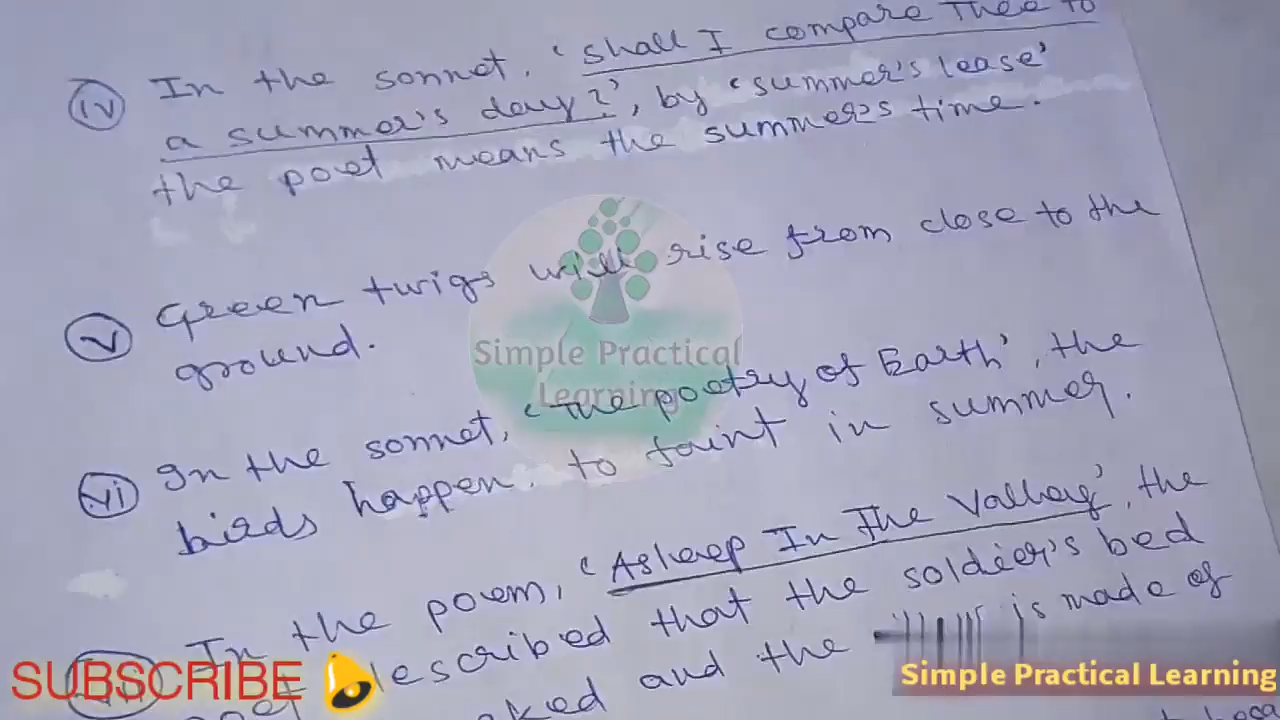 iv In the sonnet, 'Shall I compare Thee to
a summer's day?', by 'summer's lease'
the poet means the summer's time.
v Green twigs will rise from close to the
ground.
Simple Practical
Learning
vi In the sonnet, 'The poetry of Earth', the
birds happen to faint in summer.
In the poem, 'Asleep In The Valley', the
described that the soldier's bed
and the is made of
SUBSCRIBE
Simple Practical Learning